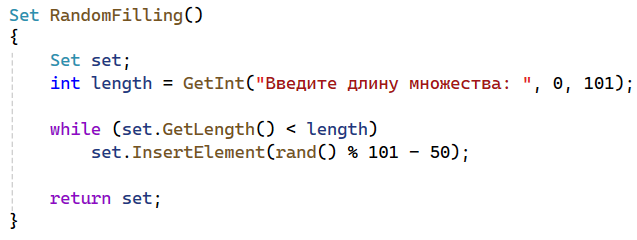 Set RandomFilling()
{
    Set set;
    int length = GetInt("Введите длину множества: ", 0, 101);
    while (set.GetLength() < length)
        set.InsertElement(rand() % 101 - 50);
    return set;
}